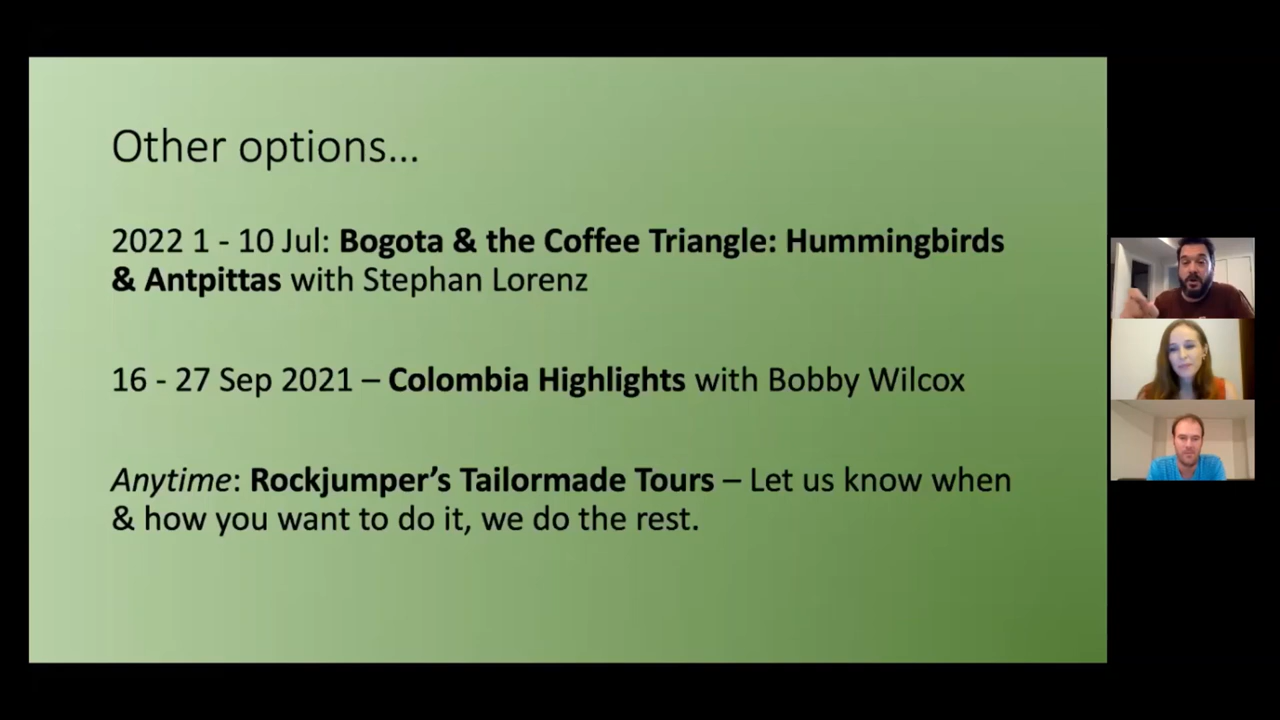 Other options...
2022 1 - 10 Jul: Bogota & the Coffee Triangle: Hummingbirds
& Antpittas with Stephan Lorenz
16 - 27 Sep 2021 – Colombia Highlights with Bobby Wilcox
Anytime: Rockjumper’s Tailormade Tours – Let us know when
& how you want to do it, we do the rest.